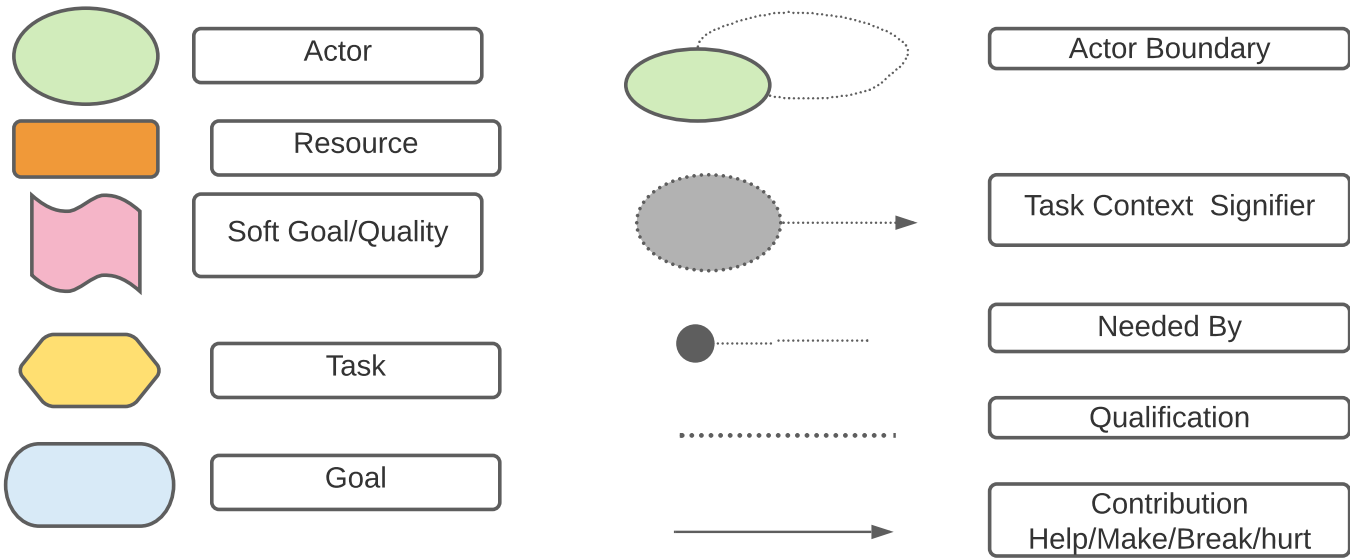 Actor
Resource
Soft Goal/Quality
Task
Goal
Actor Boundary
Task Context  Signifier
Needed By
Qualification
Contribution
Help/Make/Break/hurt